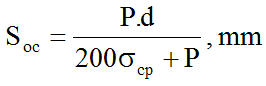 S_oc = P.d / (200σ_cp + P) , mm